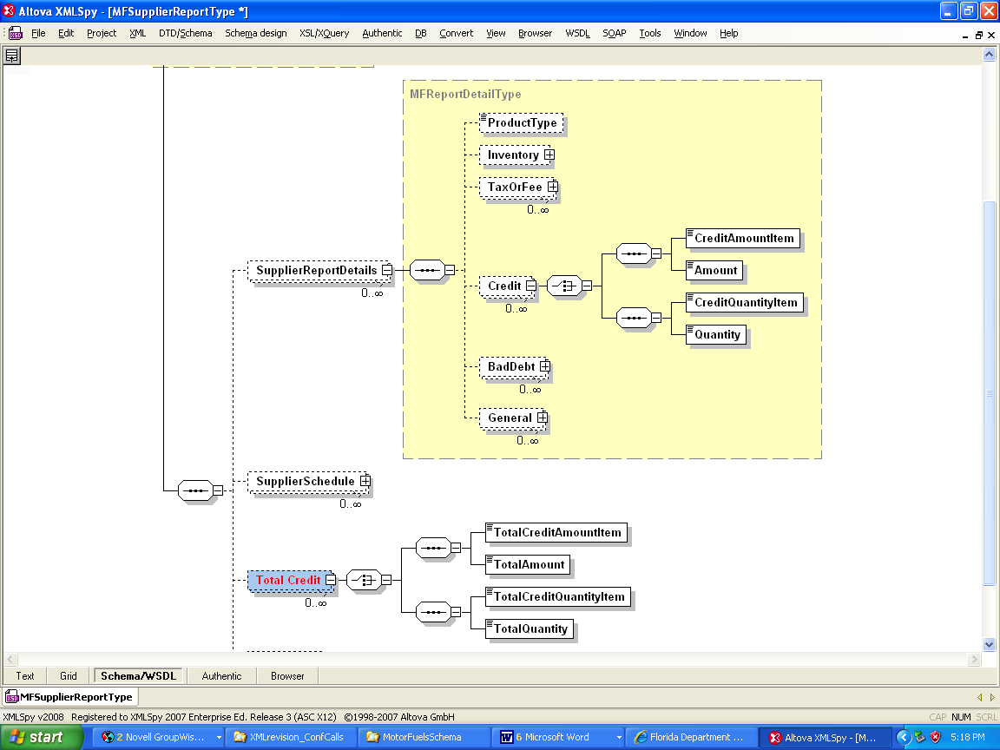 Altova XMLSpy - [MFSupplierReportType *]
File Edit Project XML DTD/Schema Schema design XSL/XQuery Authentic DB Convert View Browser WSDL SOAP Tools Window Help
MFReportDetailType
ProductType
Inventory
TaxOrFee
0..∞
CreditAmountItem
SupplierReportDetails
Amount
0..∞
Credit
0..∞
CreditQuantityItem
Quantity
BadDebt
0..∞
General
0..∞
SupplierSchedule
0..∞
TotalCreditAmountItem
TotalAmount
Total Credit
0..∞
TotalCreditQuantityItem
TotalQuantity
Text Grid Schema/WSDL Authentic Browser
MFSupplierReportType
XMLSpy v2008 Registered to XMLSpy 2007 Enterprise Ed. Release 3 (ASC X12) ©1998-2007 Altova GmbH CAP NUM SCRL
start 2 Novell GroupWis... XMLrevision_ConfCalls MotorFuelsSchema 6 Microsoft Word Florida Department ... Altova XMLSpy - [M... 5:18 PM